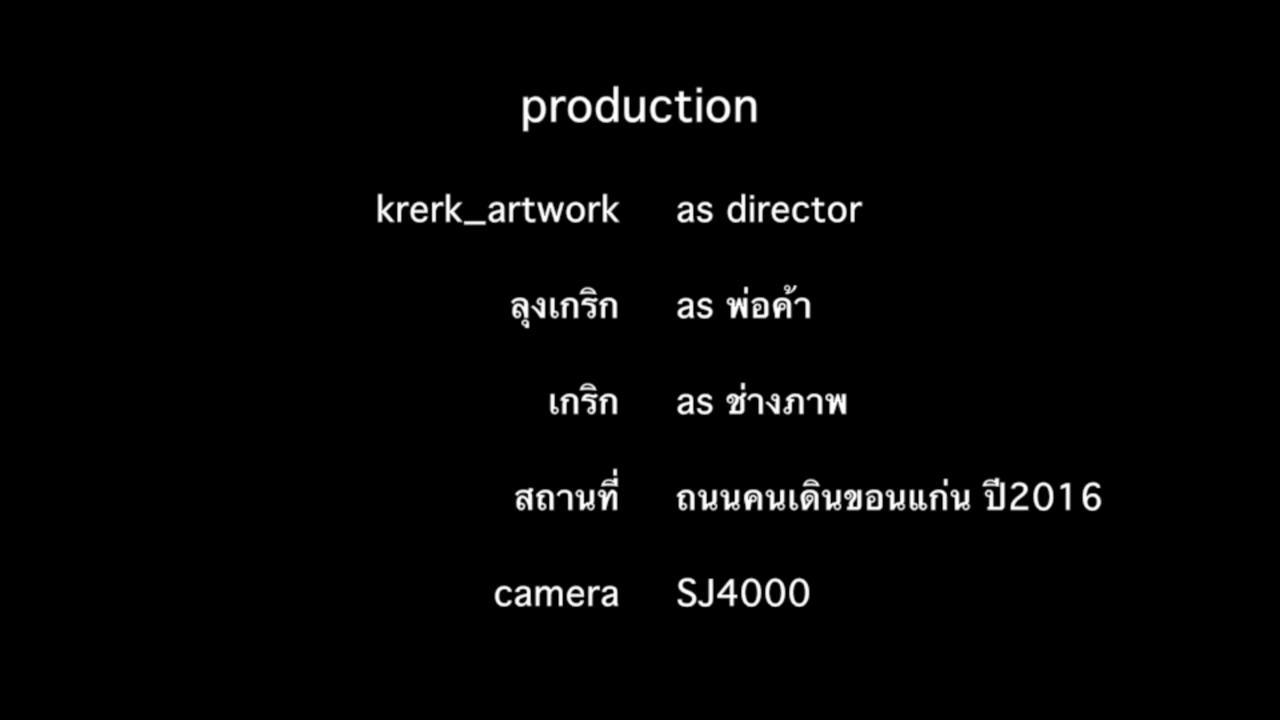 production
krerk_artwork as director
ลุงเกริก as พ่อค้า
เกริก as ช่างภาพ
สถานที่ ถนนคนเดินขอนแก่น ปี2016
camera SJ4000